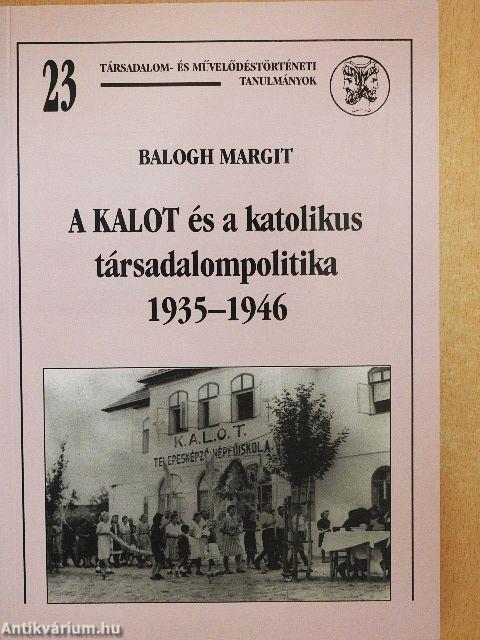 23
TÁRSADALOM- ÉS MŰVELŐDÉSTÖRTÉNETI
TANULMÁNYOK
BALOGH MARGIT
A KALOT és a katolikus
társadalompolitika
1935–1946
K.A.L.O.T.
TELEPESKÉPZŐ NÉPFŐISKOLA
Antikvárium.hu